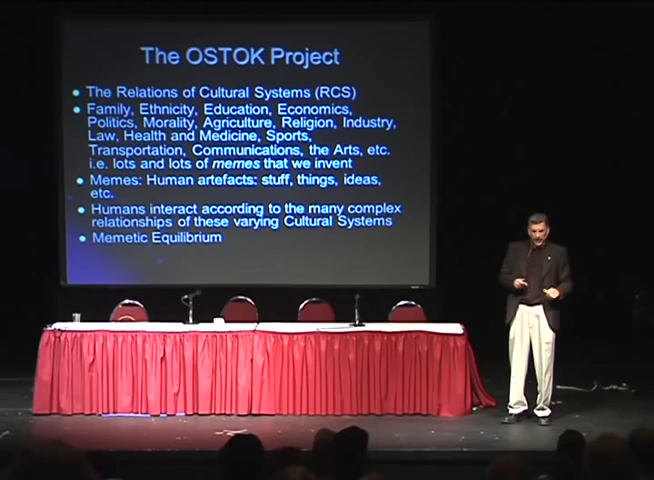 The OSTOK Project
The Relations of Cultural Systems (RCS)
Family, Ethnicity, Education, Economics,
Politics, Morality, Agriculture, Religion, Industry,
Law, Health and Medicine, Sports,
Transportation, Communications, the Arts, etc.
i.e. lots and lots of memes that we invent
Memes: Human artefacts: stuff, things, ideas,
etc.
Humans interact according to the many complex
relationships of these varying Cultural Systems
Memetic Equilibrium